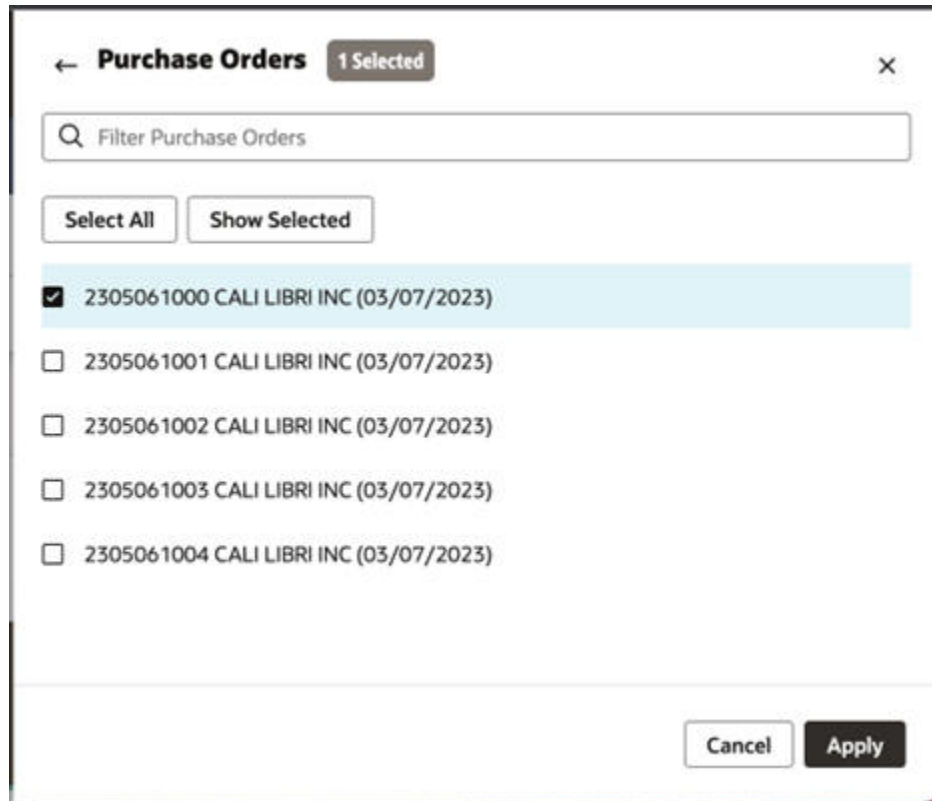 ← Purchase Orders 1 Selected ×
Filter Purchase Orders
Select All Show Selected
2305061000 CALI LIBRI INC (03/07/2023)
2305061001 CALI LIBRI INC (03/07/2023)
2305061002 CALI LIBRI INC (03/07/2023)
2305061003 CALI LIBRI INC (03/07/2023)
2305061004 CALI LIBRI INC (03/07/2023)
Cancel Apply